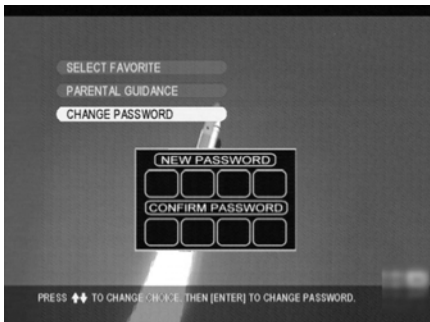 SELECT FAVORITE
PARENTAL GUIDANCE
CHANGE PASSWORD
NEW PASSWORD
CONFIRM PASSWORD
PRESS ⬆⬇ TO CHANGE CHOICE. THEN [ENTER] TO CHANGE PASSWORD.